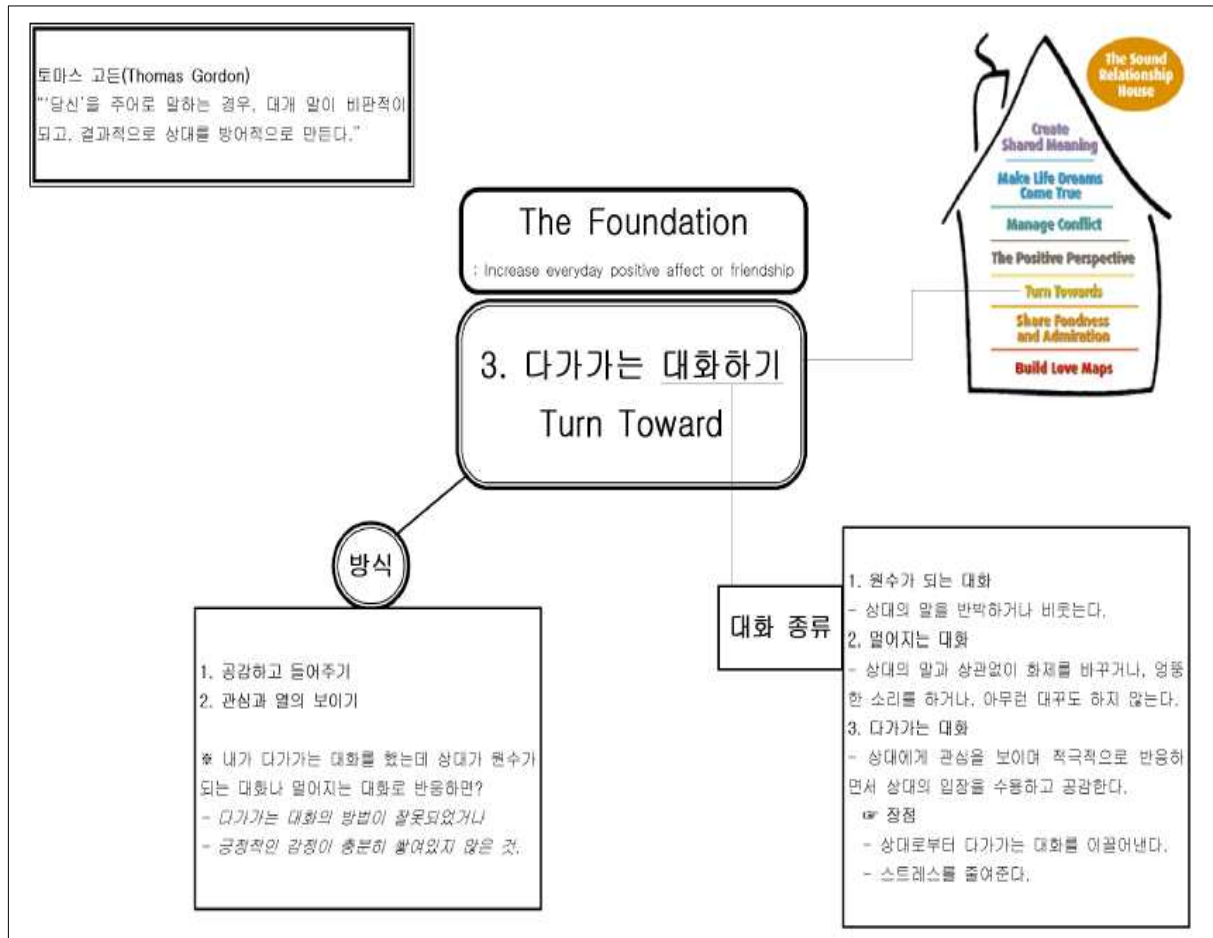 토마스 고든(Thomas Gordon)
"'당신'을 주어로 말하는 경우, 대개 말이 비판적이
되고, 결과적으로 상대를 방어적으로 만든다."
The Sound
Relationship
House
Create
Shared Meaning
Make Life Dreams
Come True
Manage Conflict
The Positive Perspective
Turn Towards
Share Fondness
and Admiration
Build Love Maps
The Foundation
: Increase everyday positive affect or friendship
3. 다가가는 대화하기
Turn Toward
방식
1. 공감하고 들어주기
2. 관심과 열의 보이기
※ 내가 다가가는 대화를 했는데 상대가 원수가
되는 대화나 멀어지는 대화로 반응하면?
- 다가가는 대화의 방법이 잘못되었거나
- 긍정적인 감정이 충분히 쌓여있지 않은 것.
대화 종류
1. 원수가 되는 대화
- 상대의 말을 반박하거나 비웃는다.
2. 멀어지는 대화
- 상대의 말과 상관없이 화제를 바꾸거나, 엉뚱
한 소리를 하거나, 아무런 대꾸도 하지 않는다.
3. 다가가는 대화
- 상대에게 관심을 보이며 적극적으로 반응하
면서 상대의 입장을 수용하고 공감한다.
☞ 장점
- 상대로부터 다가가는 대화를 이끌어낸다.
- 스트레스를 줄여준다.